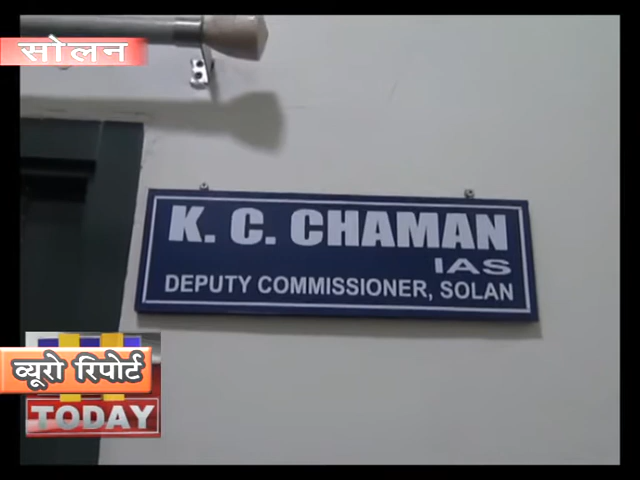 सोलन
K. C. CHAMAN
IAS
DEPUTY COMMISSIONER, SOLAN
व्यूरो रिपोर्ट
TODAY